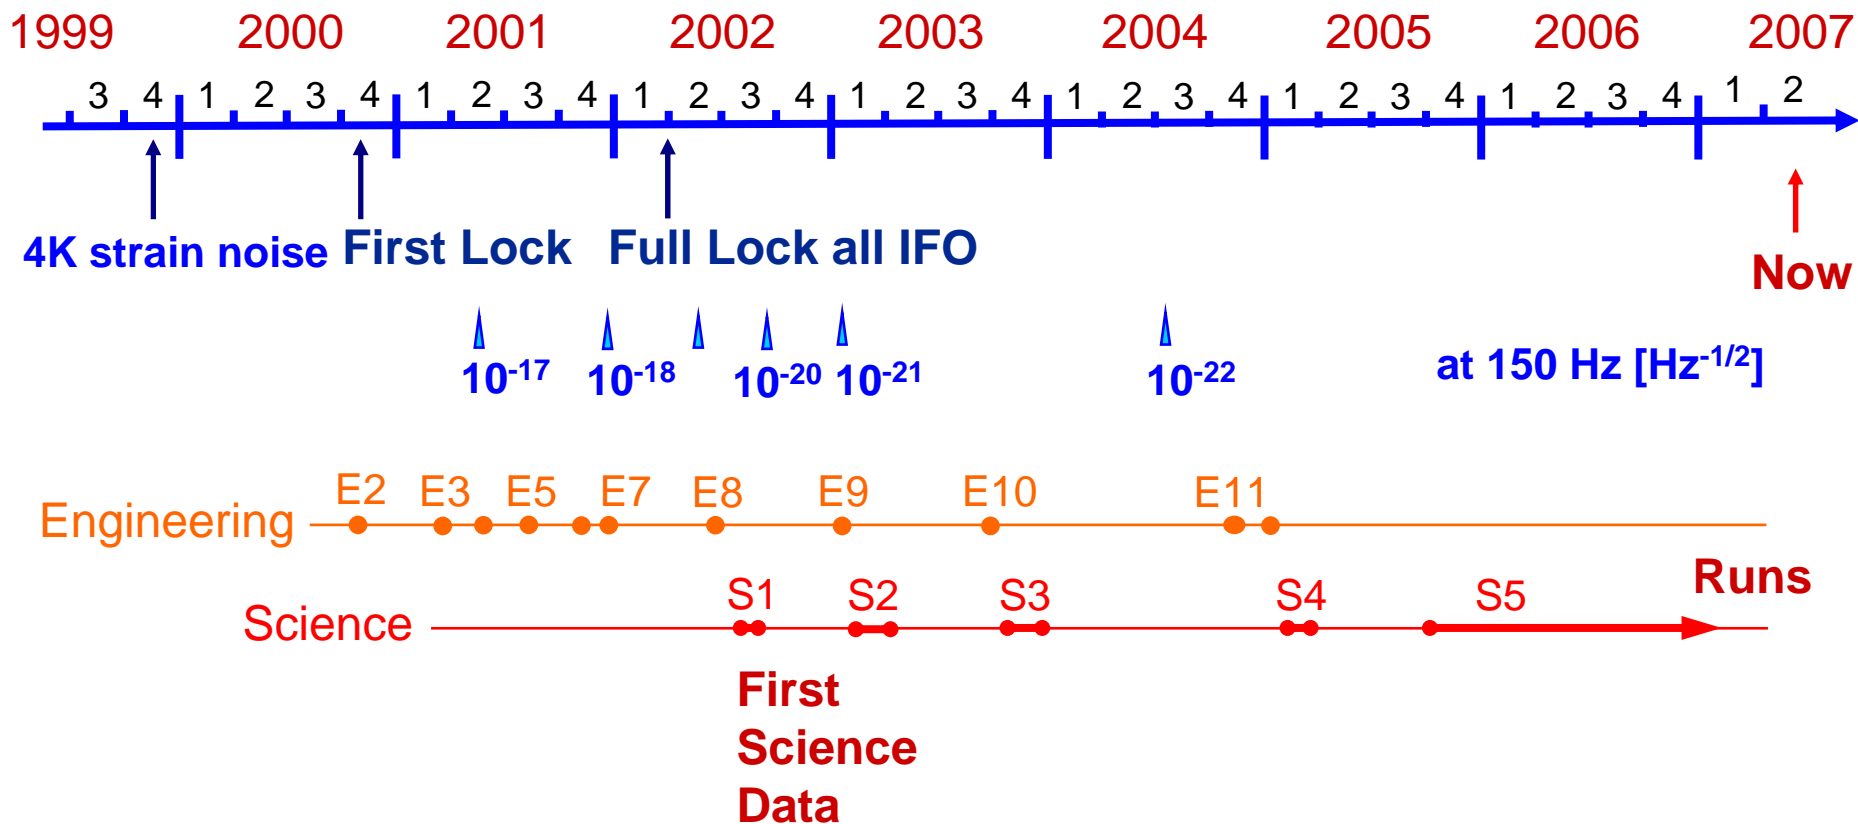 1999 2000 2001 2002 2003 2004 2005 2006 2007
3 4 1 2 3 4 1 2 3 4 1 2 3 4 1 2 3 4 1 2 3 4 1 2 3 4 1 2 3 4 1 2
4K strain noise First Lock Full Lock all IFO
Now
10⁻¹⁷ 10⁻¹⁸ 10⁻²⁰ 10⁻²¹ 10⁻²² at 150 Hz [Hz⁻¹/²]
E2 E3 E5 E7 E8 E9 E10 E11
Engineering
Runs
S1 S2 S3 S4 S5
Science
First
Science
Data